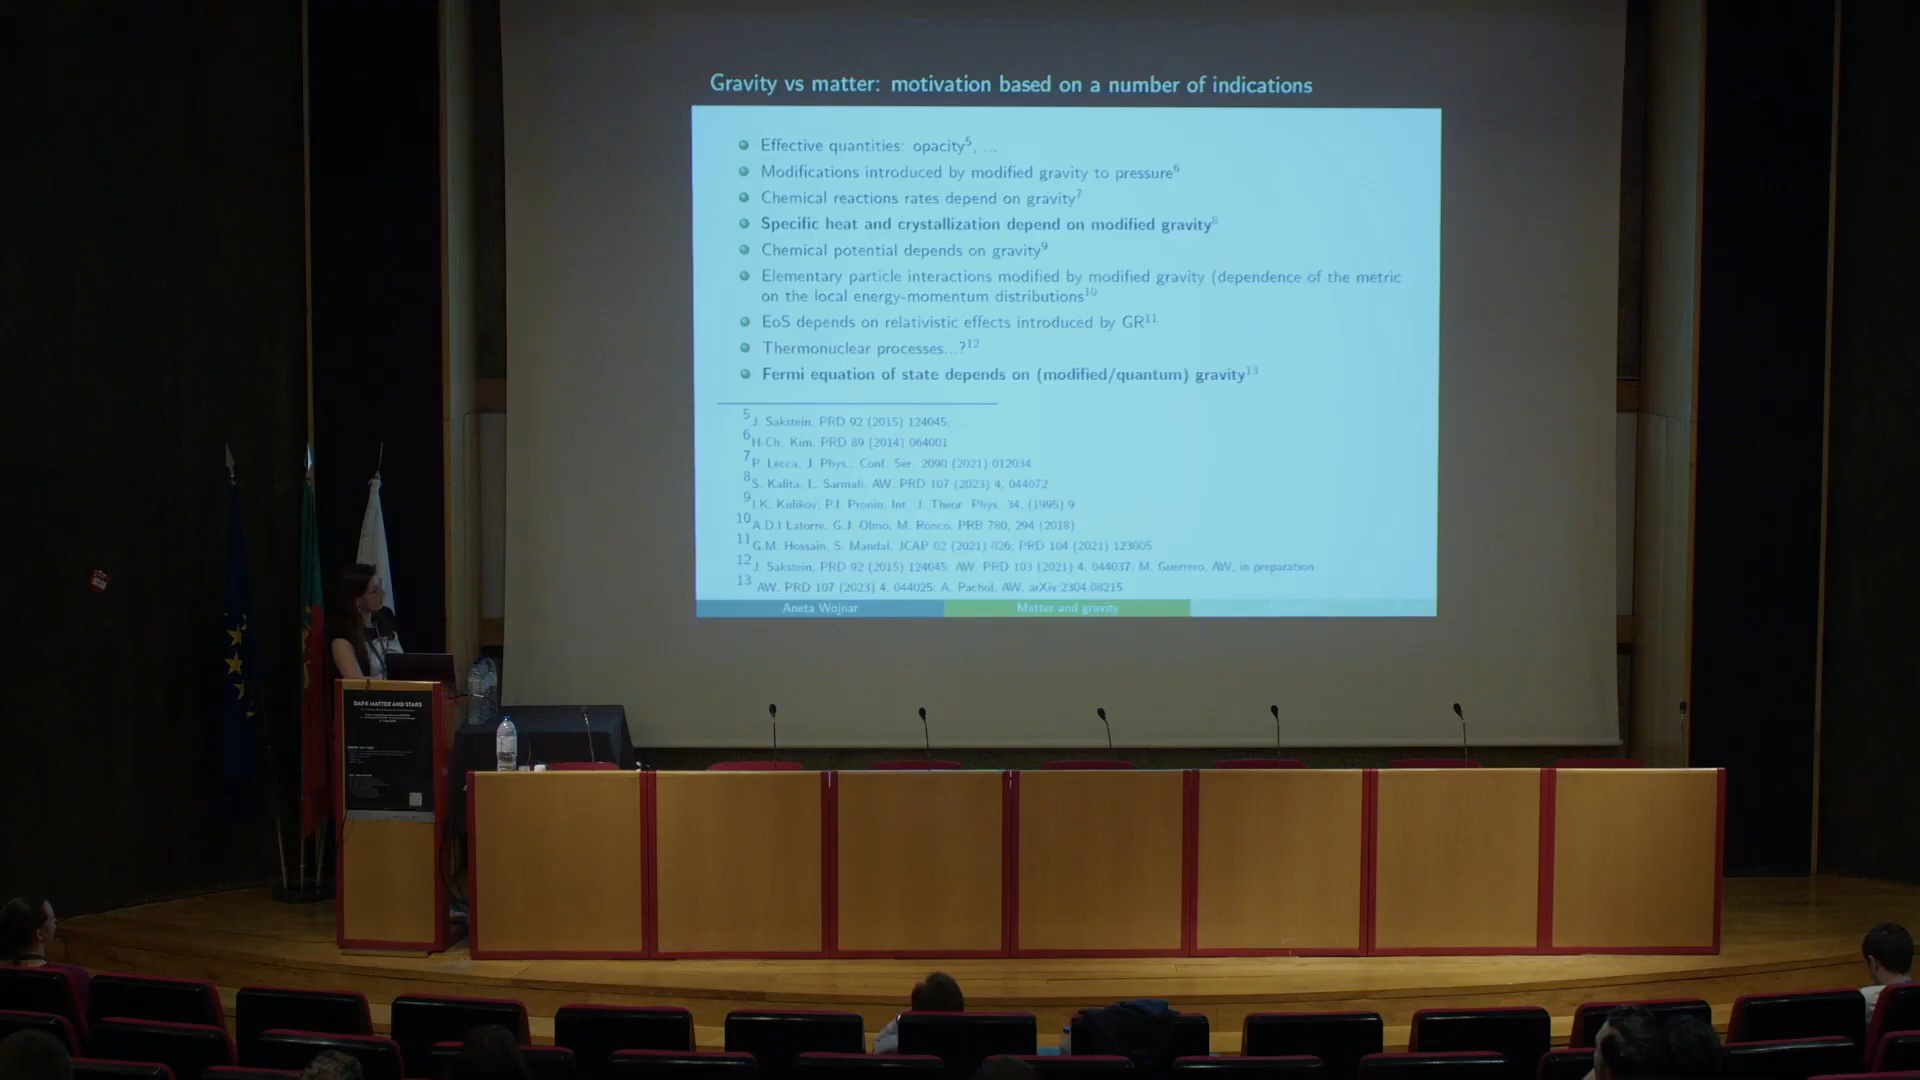 Gravity vs matter: motivation based on a number of indications
Effective quantities: opacity5, ...
Modifications introduced by modified gravity to pressure6
Chemical reactions rates depend on gravity7
Specific heat and crystallization depend on modified gravity8
Chemical potential depends on gravity9
Elementary particle interactions modified by modified gravity (dependence of the metric
on the local energy-momentum distributions10
EoS depends on relativistic effects introduced by GR11
Thermonuclear processes...?12
Fermi equation of state depends on (modified/quantum) gravity13
5 J. Sakstein, PRD 92 (2015) 124045; ...
6 H-Ch. Kim, PRD 89 (2014) 064001
7 P. Lecca, J. Phys.: Conf. Ser. 2090 (2021) 012034
8 S. Kalita, L. Sarmah, AW, PRD 107 (2023) 4, 044072
9 I.K. Kulikov, P.I. Pronin, Int. J. Theor. Phys. 34, (1995) 9
10 A.D.I Latorre, G.J. Olmo, M. Ronco, PRB 780, 294 (2018)
11 G.M. Hossain, S. Mandal, JCAP 02 (2021) 026; PRD 104 (2021) 123005
12 J. Sakstein, PRD 92 (2015) 124045; AW, PRD 103 (2021) 4, 044037; M. Guerrero, AW, in preparation
13 AW, PRD 107 (2023) 4, 044025; A. Pachol, AW, arXiv:2304.08215
Aneta Wojnar
Matter and gravity
DARK MATTER AND STARS